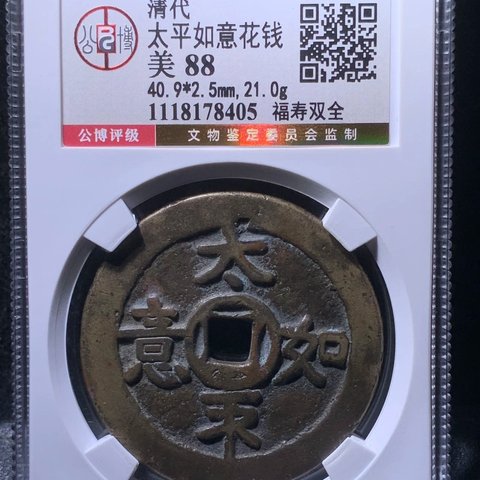 清代
太平如意花钱
美 88
40.9*2.5mm,21.0g
1118178405 福寿双全
公博评级 文物鉴定委员会监制
公博
太平如意